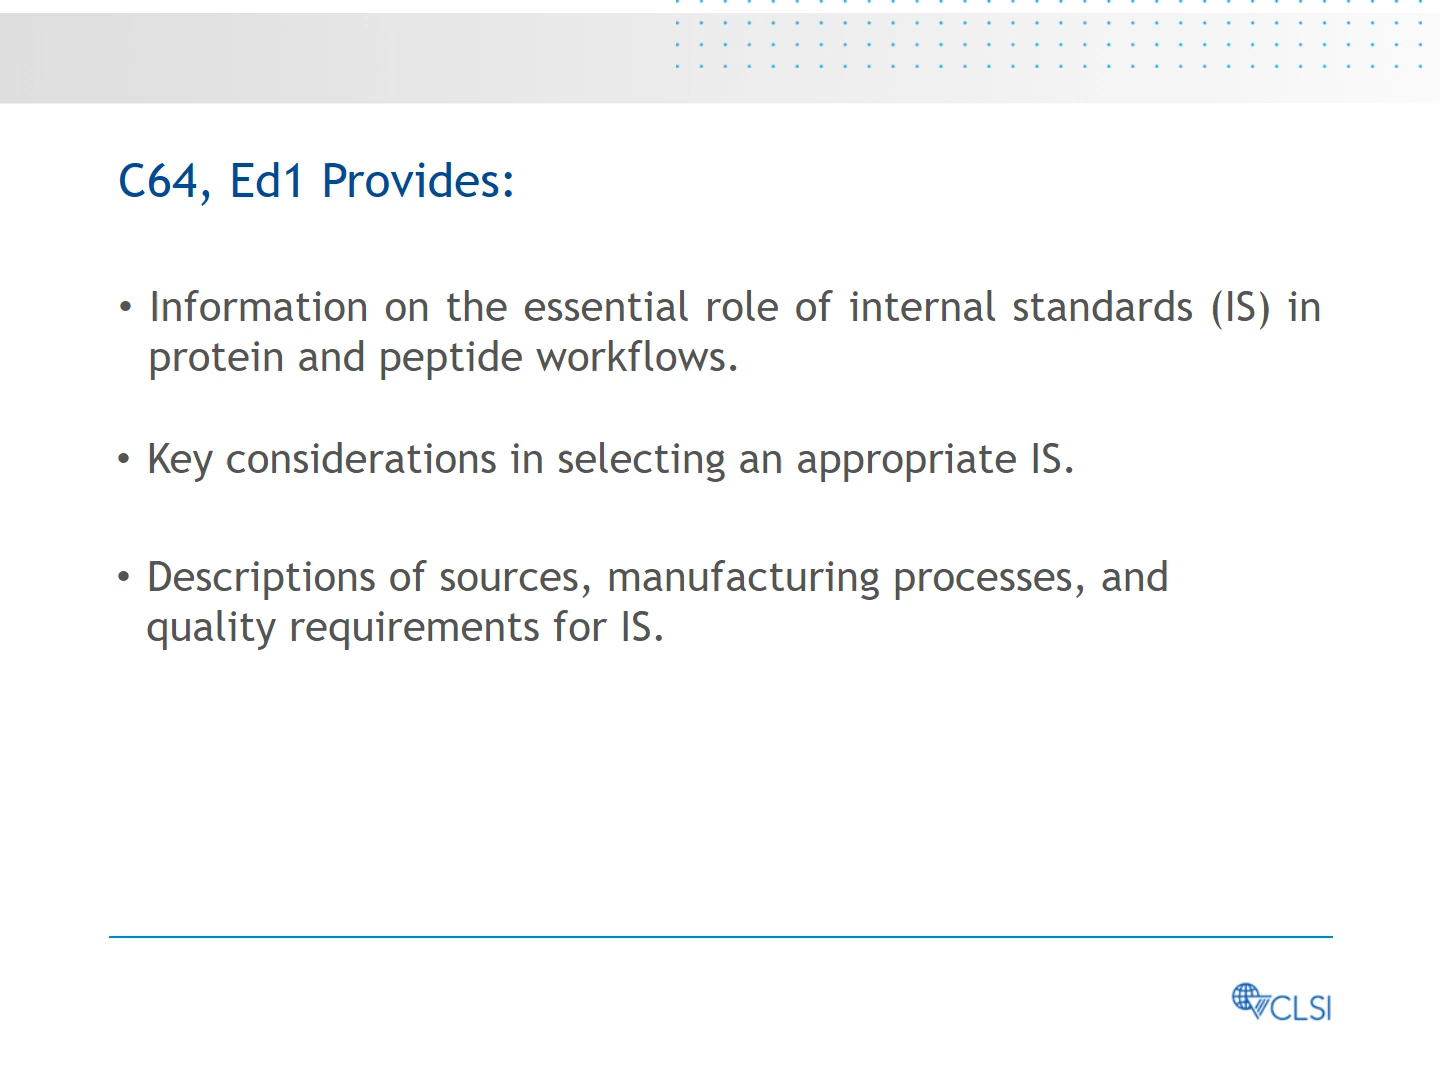 C64, Ed1 Provides:
• Information on the essential role of internal standards (IS) in
protein and peptide workflows.
• Key considerations in selecting an appropriate IS.
• Descriptions of sources, manufacturing processes, and
quality requirements for IS.
CLSI